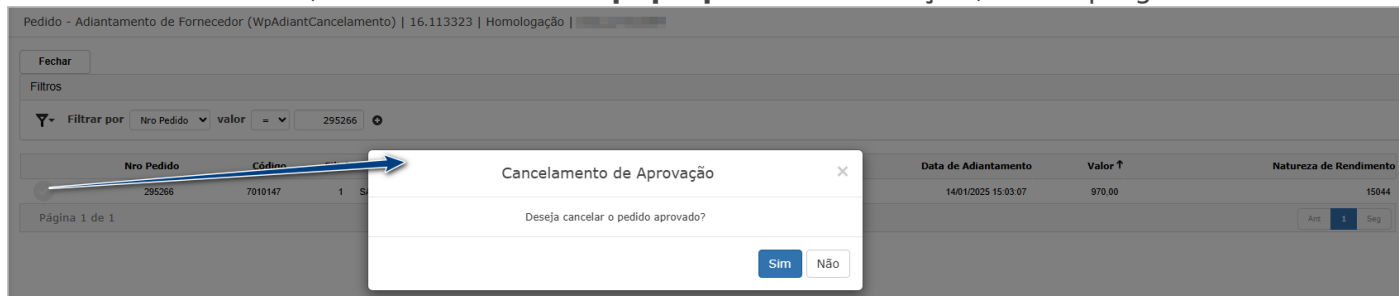 Pedido - Adiantamento de Fornecedor (WpAdiantCancelamento) | 16.113323 | Homologação |
Fechar
Filtros
Filtrar por Nro Pedido valor = 295266
Nro Pedido Código Data de Adiantamento Valor ↑ Natureza de Rendimento
295266 7010147 1 14/01/2025 15:03:07 970,00 15044
Página 1 de 1 Ant 1 Seg
Cancelamento de Aprovação ×
Deseja cancelar o pedido aprovado?
Sim Não